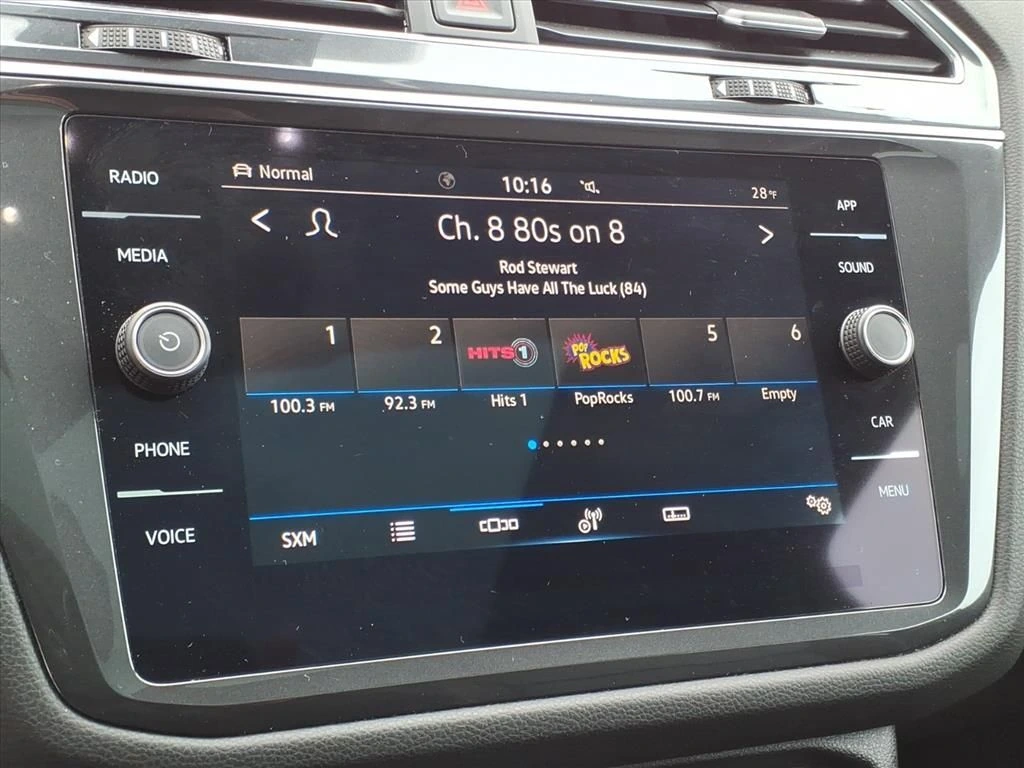 RADIO
MEDIA
PHONE
VOICE
Normal
10:16
28°F
Ch. 8 80s on 8
Rod Stewart
Some Guys Have All The Luck (84)
1
2
HITS 1
POP ROCKS
5
6
100.3 FM
92.3 FM
Hits 1
PopRocks
100.7 FM
Empty
SXM
APP
SOUND
CAR
MENU